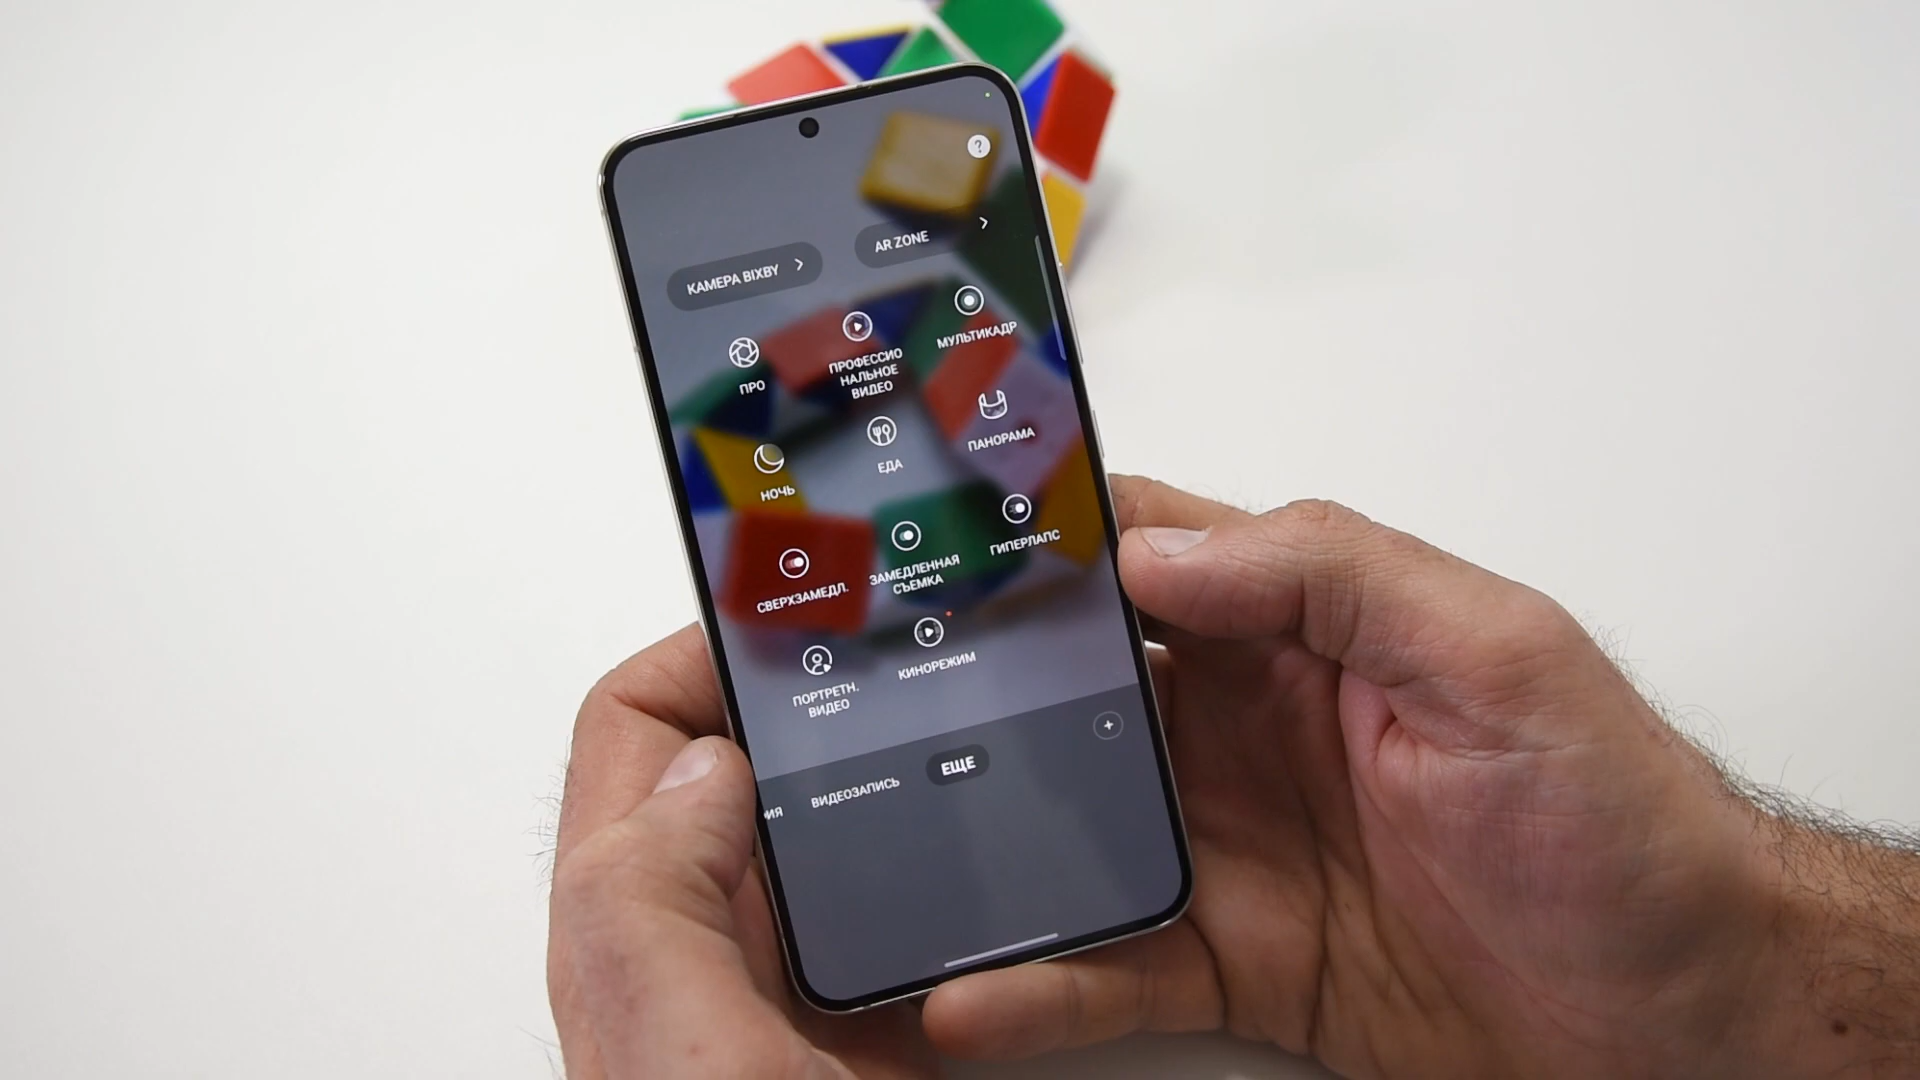 ?
КАМЕРА BIXBY
AR ZONE
ПРО
ПРОФЕССИО
НАЛЬНОЕ
ВИДЕО
МУЛЬТИКАДР
НОЧЬ
ЕДА
ПАНОРАМА
СВЕРХЗАМЕДЛ.
ЗАМЕДЛЕННАЯ
СЪЕМКА
ГИПЕРЛАПС
ПОРТРЕТН.
ВИДЕО
КИНОРЕЖИМ
ИЯ
ВИДЕОЗАПИСЬ
ЕЩЕ